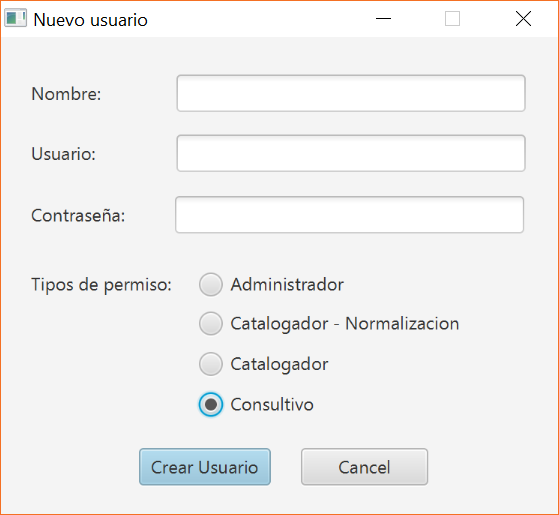 Nuevo usuario
Nombre:
Usuario:
Contraseña:
Tipos de permiso: Administrador
Catalogador - Normalizacion
Catalogador
Consultivo
Crear Usuario Cancel